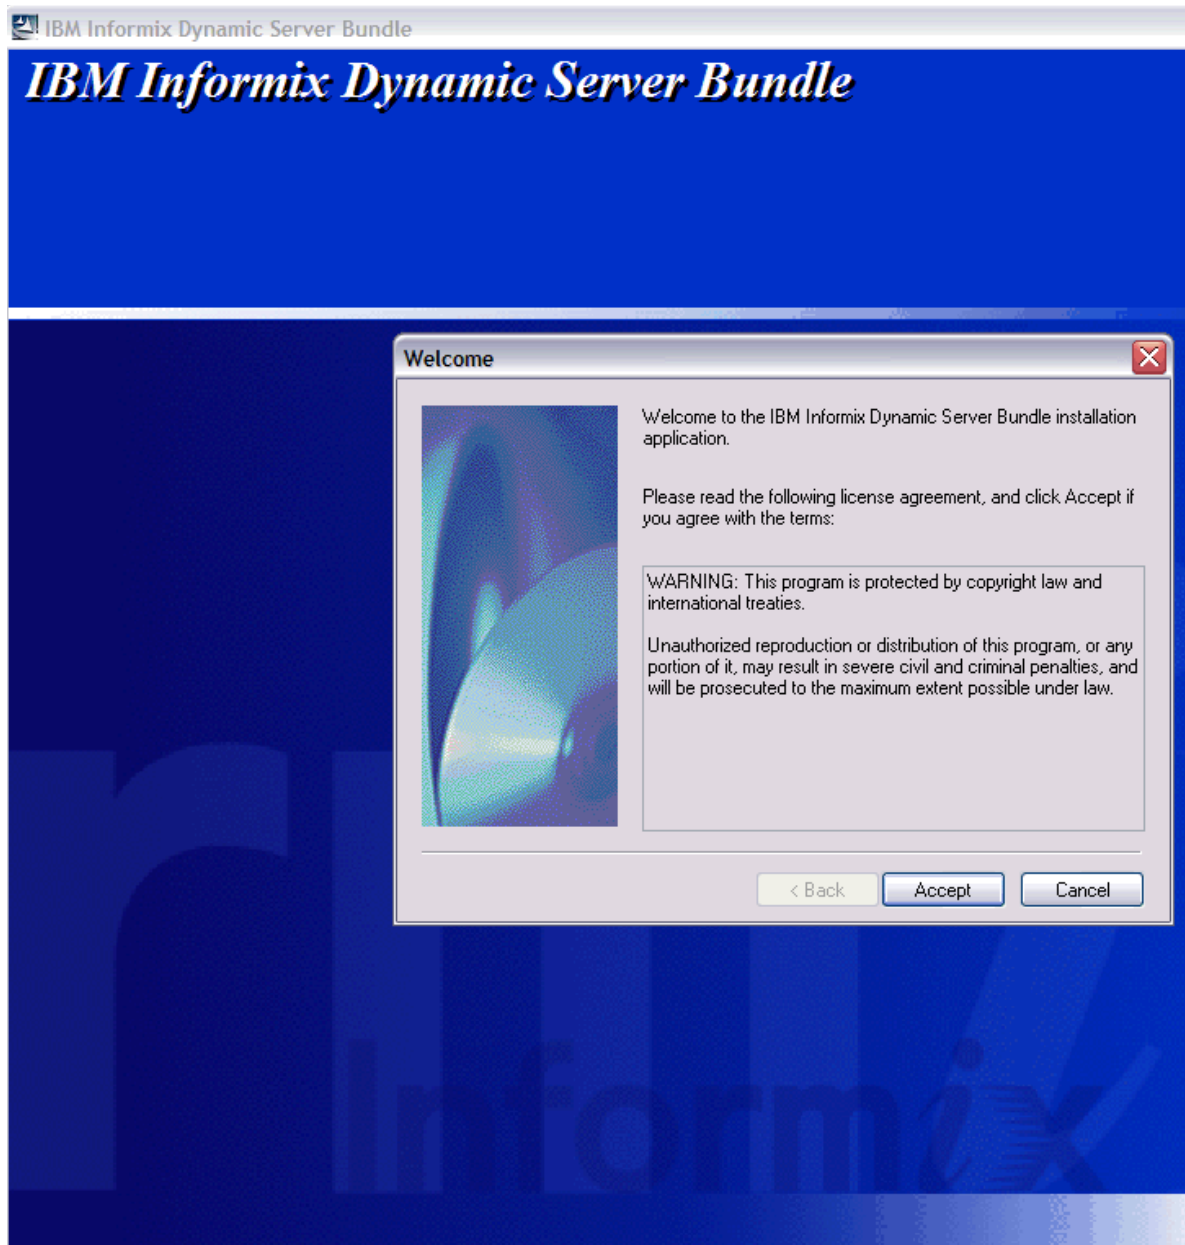 IBM Informix Dynamic Server Bundle
IBM Informix Dynamic Server Bundle
Welcome
Welcome to the IBM Informix Dynamic Server Bundle installation
application.
Please read the following license agreement, and click Accept if
you agree with the terms:
WARNING: This program is protected by copyright law and
international treaties.
Unauthorized reproduction or distribution of this program, or any
portion of it, may result in severe civil and criminal penalties, and
will be prosecuted to the maximum extent possible under law.
< Back Accept Cancel
Informix